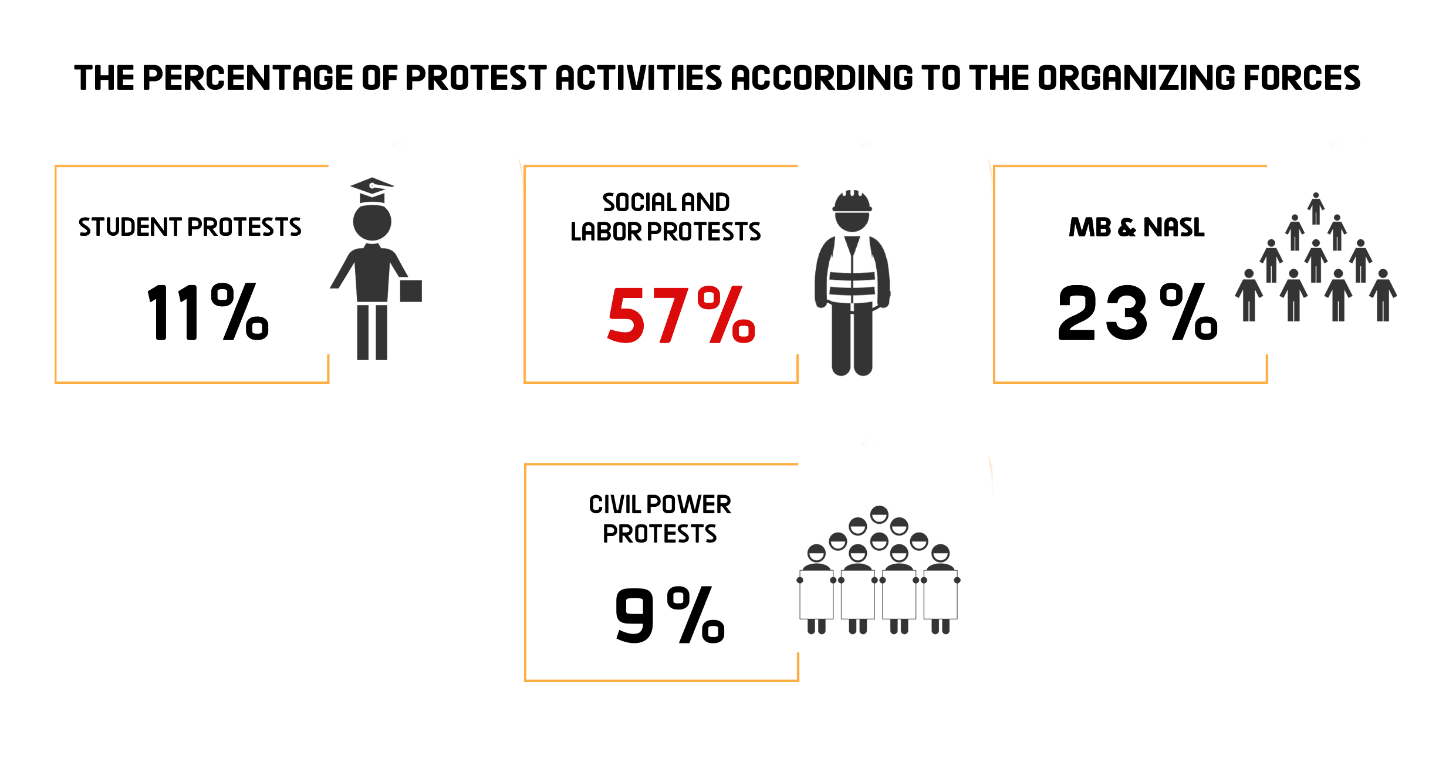 THE PERCENTAGE OF PROTEST ACTIVITIES ACCORDING TO THE ORGANIZING FORCES
STUDENT PROTESTS
11%
SOCIAL AND
LABOR PROTESTS
57%
MB & NASL
23%
CIVIL POWER
PROTESTS
9%